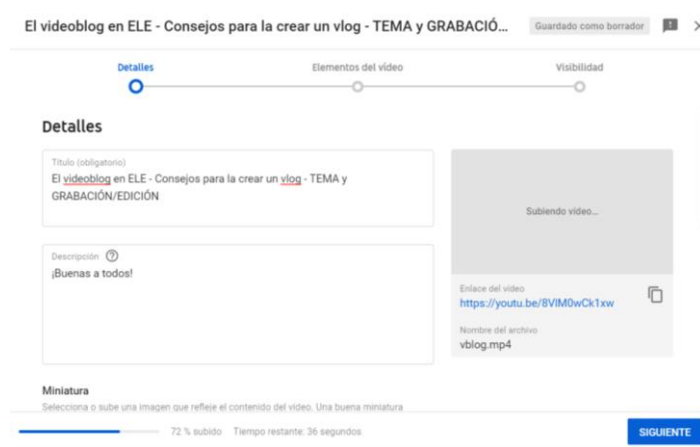 El videoblog en ELE - Consejos para la crear un vlog - TEMA y GRABACIÓ...
Guardado como borrador
Detalles
Elementos del vídeo
Visibilidad
Detalles
Título (obligatorio)
El videoblog en ELE - Consejos para la crear un vlog - TEMA y
GRABACIÓN/EDICIÓN
Subiendo vídeo...
Descripción
¡Buenas a todos!
Enlace del vídeo
https://youtu.be/8VIM0wCk1xw
Nombre del archivo
vblog.mp4
Miniatura
Selecciona o sube una imagen que refleje el contenido del vídeo. Una buena miniatura
72 % subido
Tiempo restante: 36 segundos
SIGUIENTE